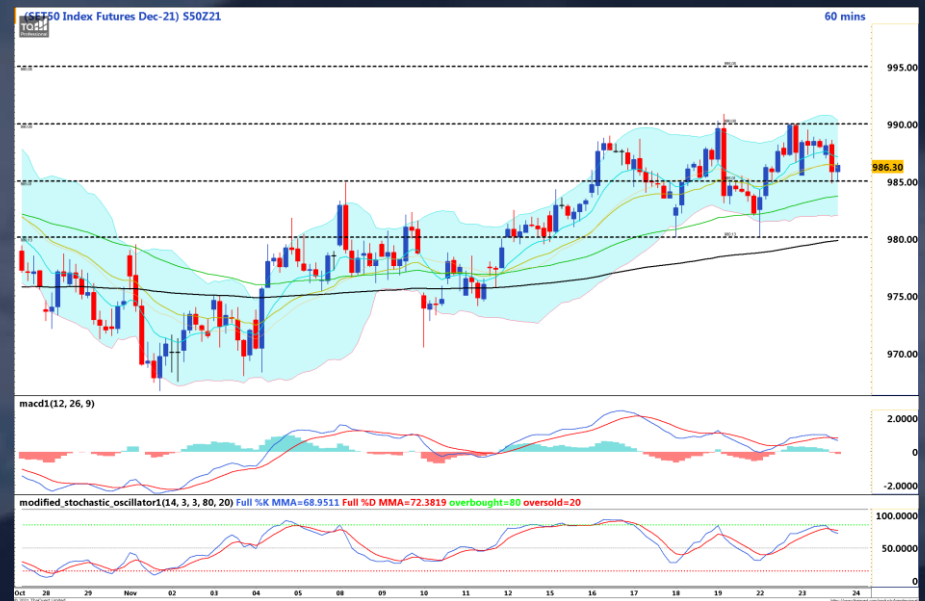 (SET50 Index Futures Dec-21) S50Z21
60 mins
Professional
995.00
990.00
986.30
985.00
980.00
975.00
970.00
macd1(12, 26, 9)
2.0000
0
-2.0000
modified_stochastic_oscillator1(14, 3, 3, 80, 20) Full %K MMA=68.9511 Full %D MMA=72.3819 overbought=80 oversold=20
100.0000
50.0000
0
Oct 28 29 Nov 02 03 04 05 08 09 10 11 12 15 16 17 18 19 22 23 24